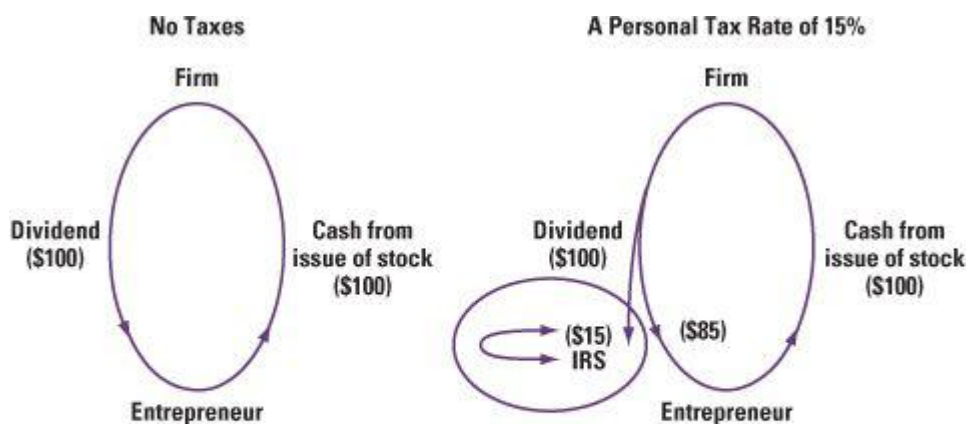 No Taxes
Firm
Dividend
($100)
Cash from
issue of stock
($100)
Entrepreneur
A Personal Tax Rate of 15%
Firm
Dividend
($100)
Cash from
issue of stock
($100)
($15)
IRS
($85)
Entrepreneur